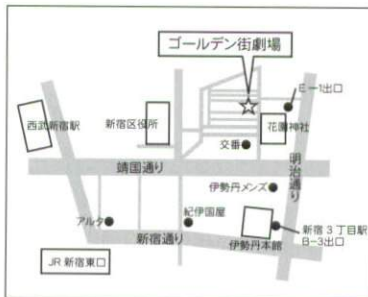 ゴールデン街劇場
E-1出口
西武新宿駅
新宿区役所
花園神社
交番
靖国通り
明治通り
伊勢丹メンズ
アルタ
紀伊国屋
新宿通り
伊勢丹本館
新宿3丁目駅
B-3出口
JR新宿東口